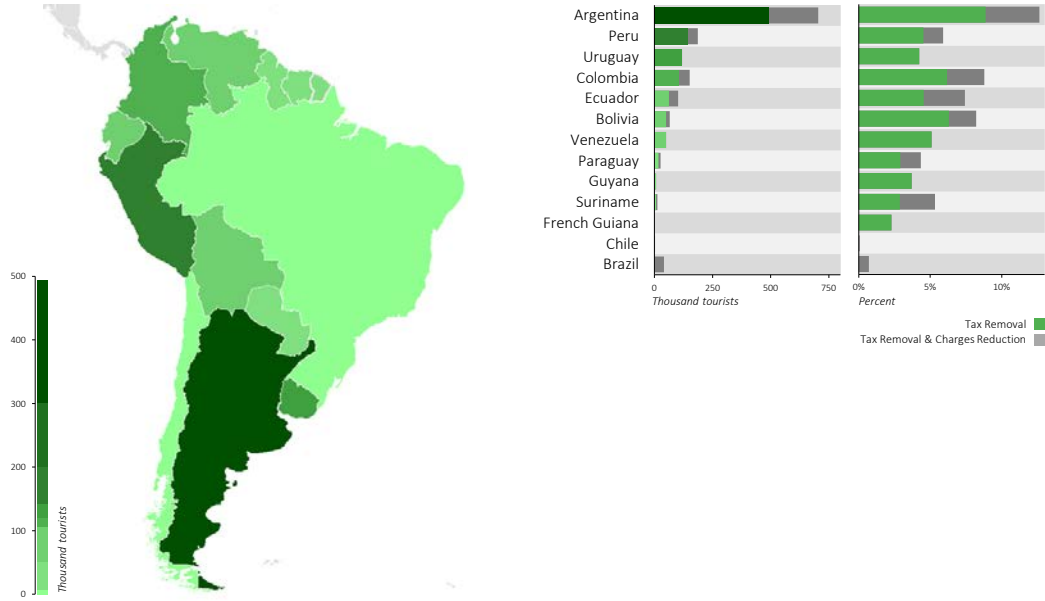 Argentina
Peru
Uruguay
Colombia
Ecuador
Bolivia
Venezuela
Paraguay
Guyana
Suriname
French Guiana
Chile
Brazil
0 250 500 750
Thousand tourists
0% 5% 10%
Percent
Tax Removal
Tax Removal & Charges Reduction
500
400
300
200
100
0
Thousand tourists